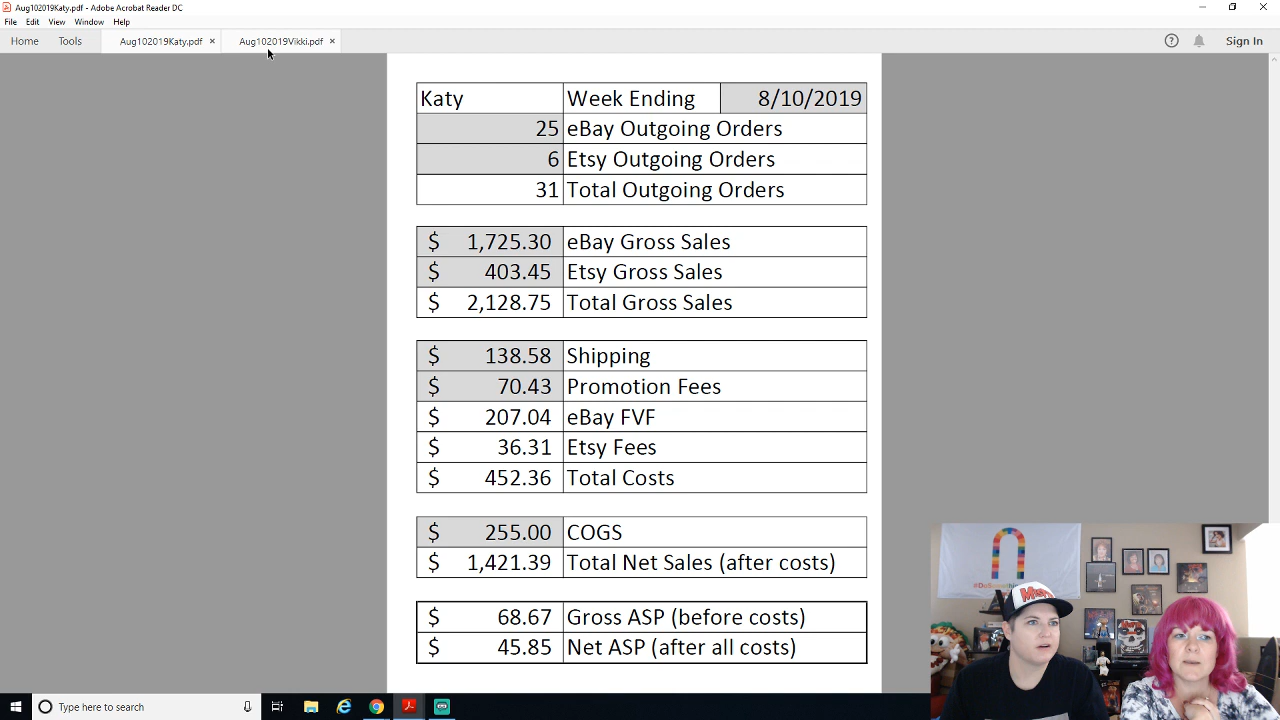 Aug102019Katy.pdf - Adobe Acrobat Reader DC
File Edit View Window Help
Home Tools Aug102019Katy.pdf × Aug102019Vikki.pdf × Sign In
Katy Week Ending 8/10/2019
25 eBay Outgoing Orders
6 Etsy Outgoing Orders
31 Total Outgoing Orders
$ 1,725.30 eBay Gross Sales
$ 403.45 Etsy Gross Sales
$ 2,128.75 Total Gross Sales
$ 138.58 Shipping
$ 70.43 Promotion Fees
$ 207.04 eBay FVF
$ 36.31 Etsy Fees
$ 452.36 Total Costs
$ 255.00 COGS
$ 1,421.39 Total Net Sales (after costs)
$ 68.67 Gross ASP (before costs)
$ 45.85 Net ASP (after all costs)
Type here to search